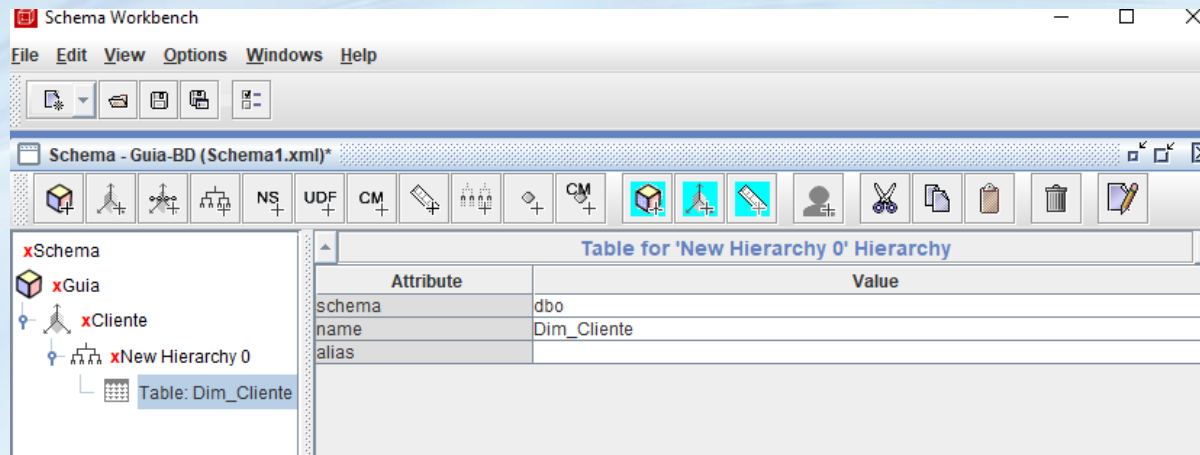 Schema Workbench
File Edit View Options Windows Help
Schema - Guia-BD (Schema1.xml)*
NS UDF CM CM
xSchema
xGuia
xCliente
xNew Hierarchy 0
Table: Dim_Cliente
Table for 'New Hierarchy 0' Hierarchy
Attribute Value
schema dbo
name Dim_Cliente
alias